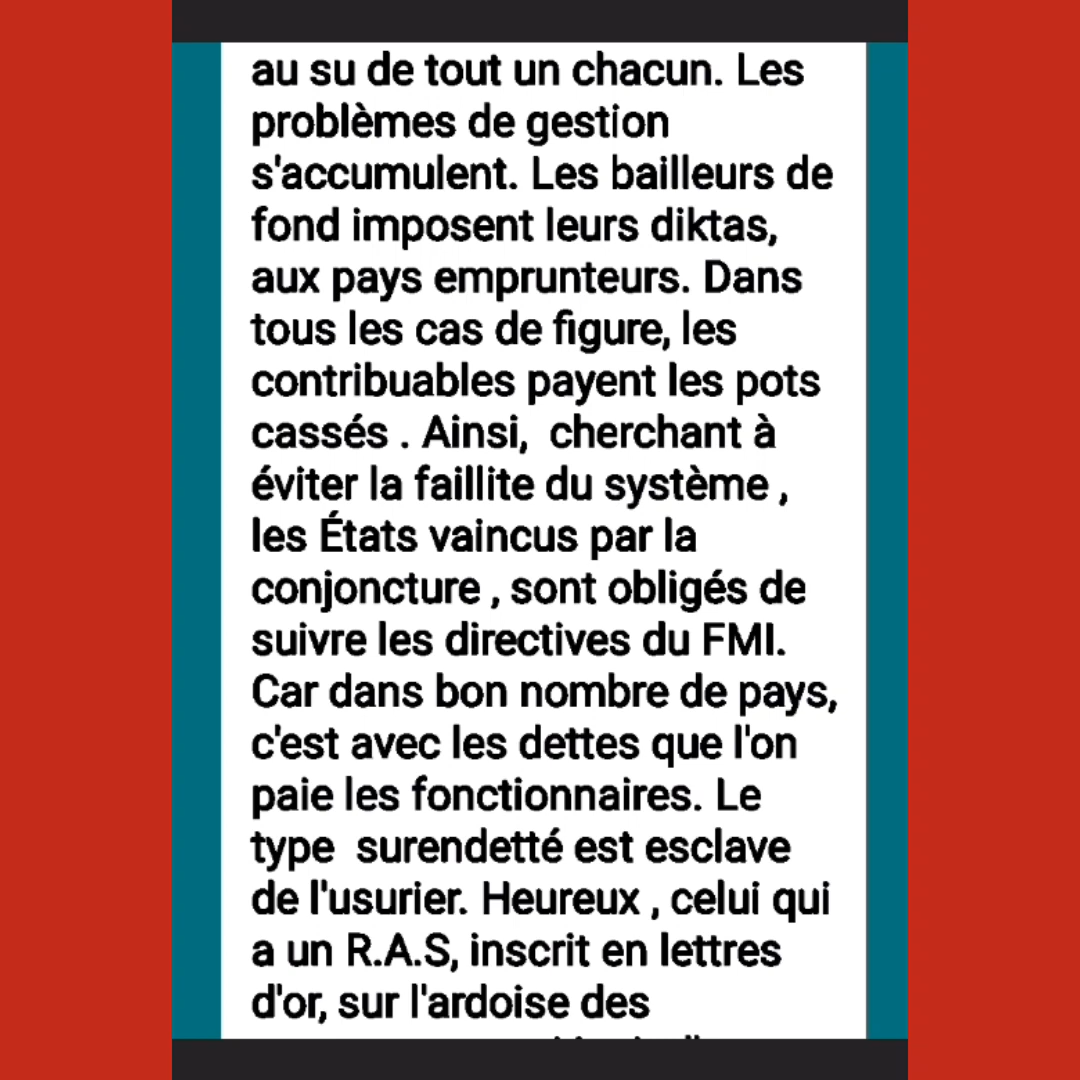 au su de tout un chacun. Les
problèmes de gestion
s'accumulent. Les bailleurs de
fond imposent leurs diktas,
aux pays emprunteurs. Dans
tous les cas de figure, les
contribuables payent les pots
cassés . Ainsi,  cherchant à
éviter la faillite du système ,
les États vaincus par la
conjoncture , sont obligés de
suivre les directives du FMI.
Car dans bon nombre de pays,
c'est avec les dettes que l'on
paie les fonctionnaires. Le
type  surendetté est esclave
de l'usurier. Heureux , celui qui
a un R.A.S, inscrit en lettres
d'or, sur l'ardoise des